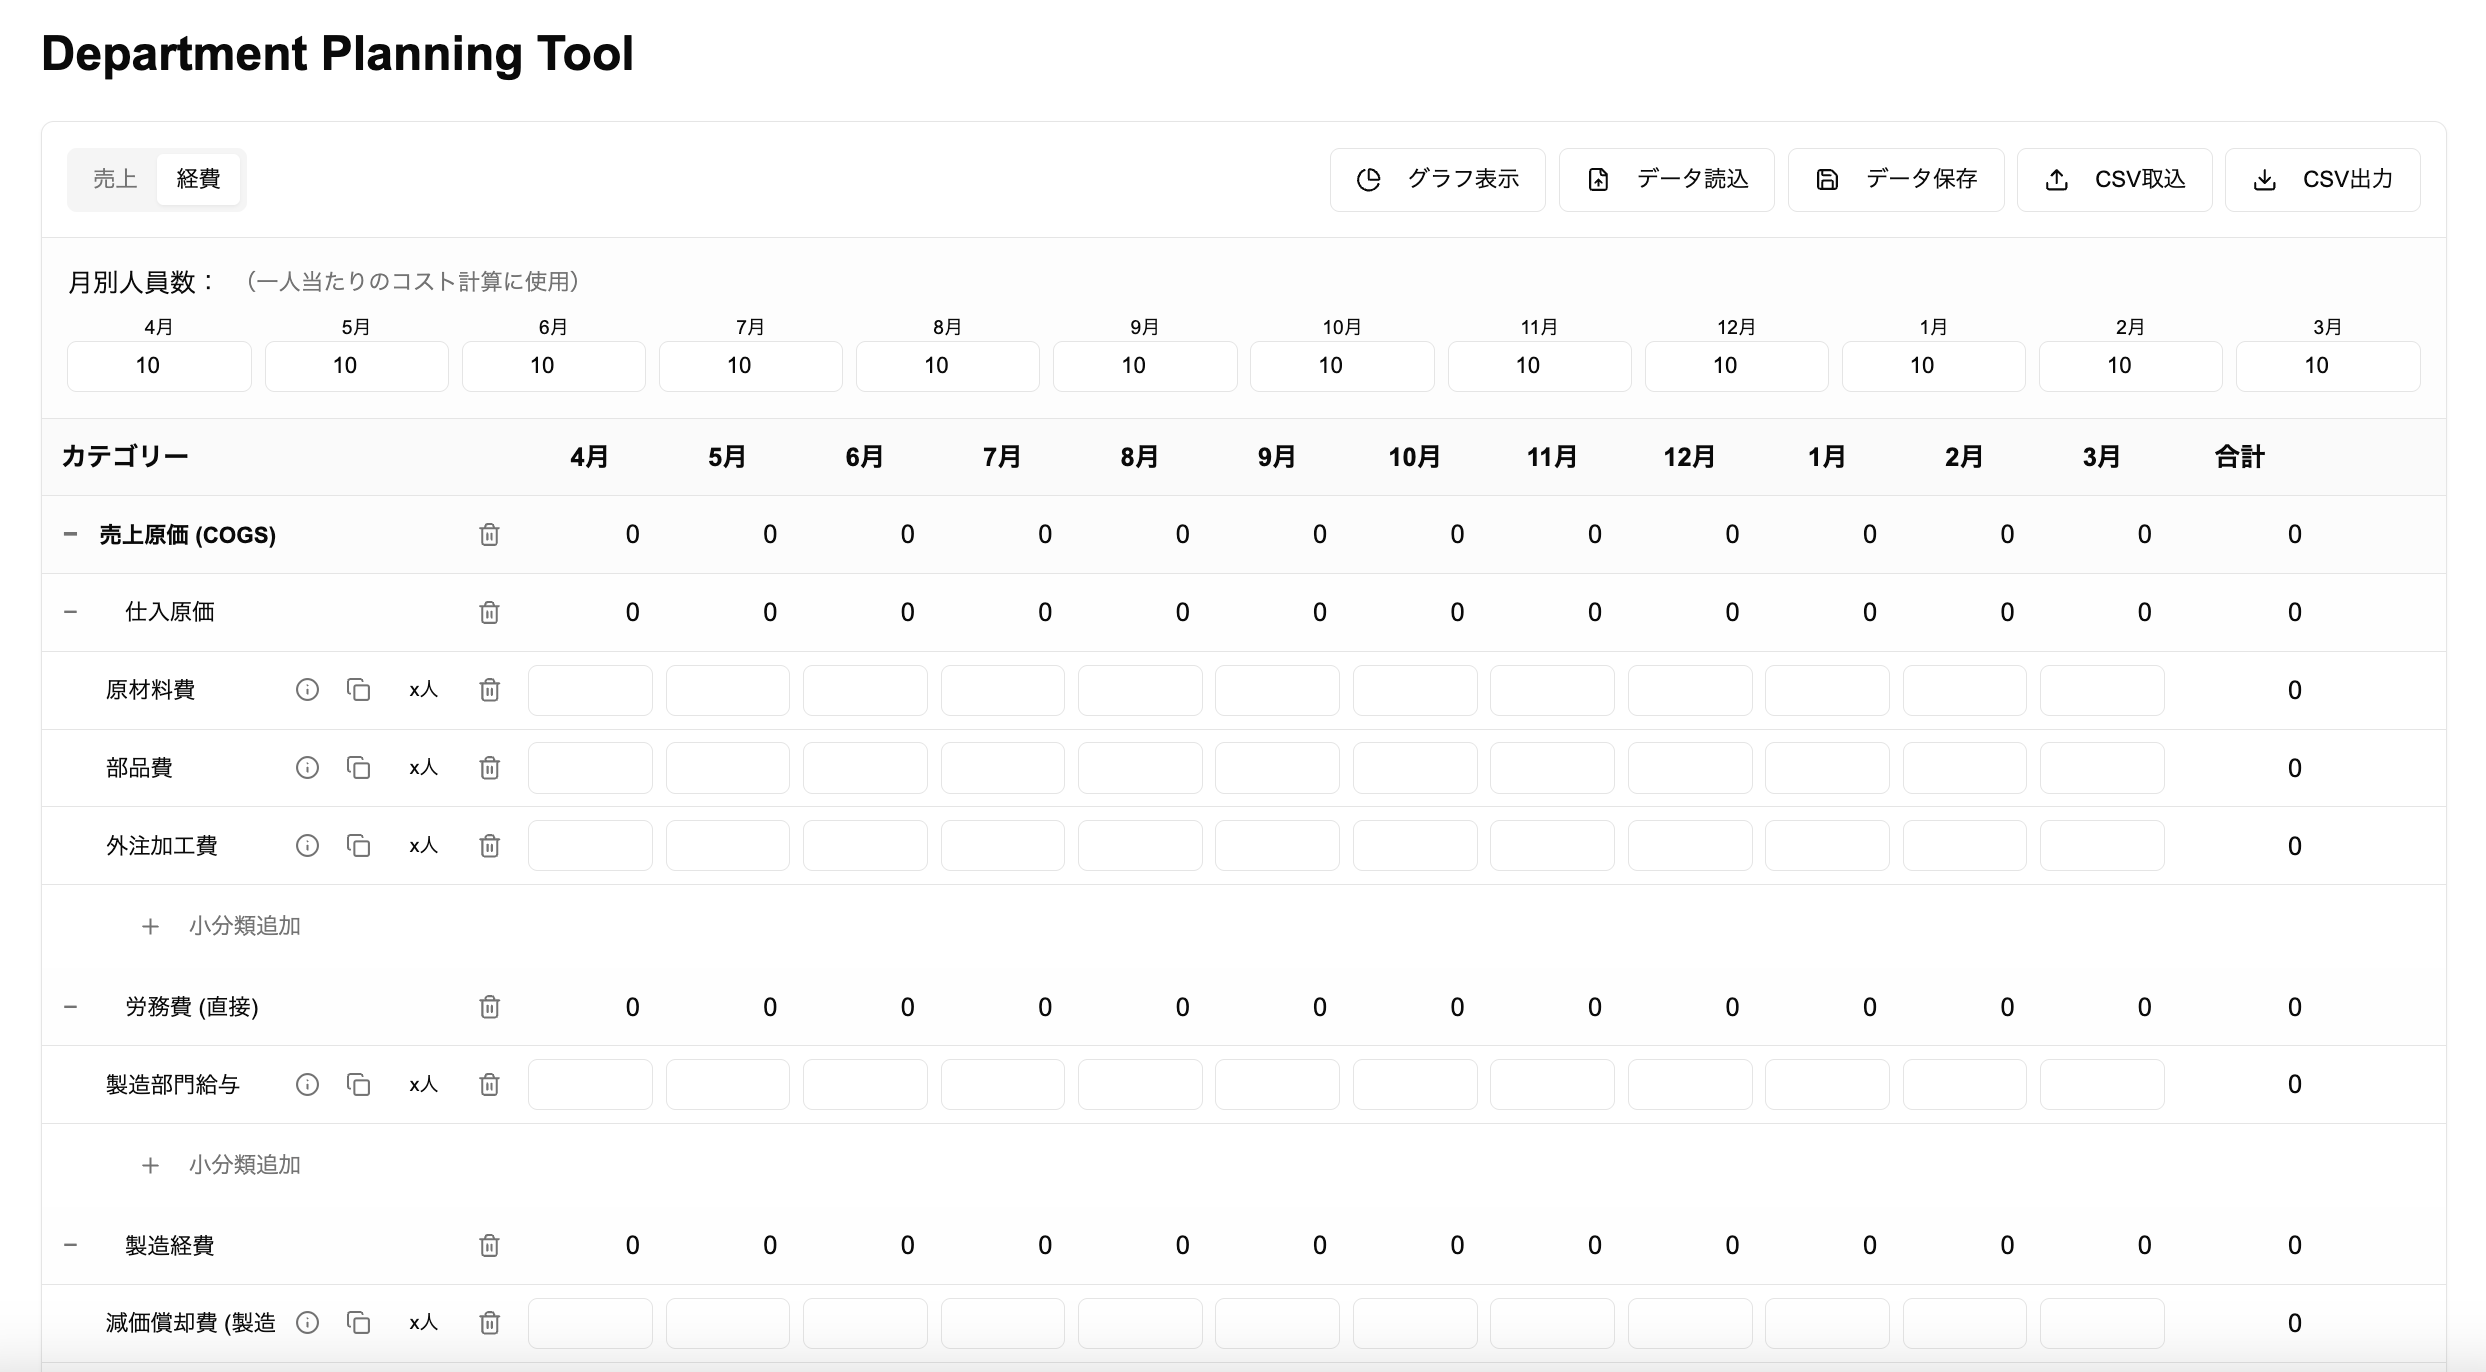 Department Planning Tool
売上 経費 グラフ表示 データ読込 データ保存 CSV取込 CSV出力
月別人員数： （一人当たりのコスト計算に使用）
4月 5月 6月 7月 8月 9月 10月 11月 12月 1月 2月 3月
10 10 10 10 10 10 10 10 10 10 10 10
カテゴリー 4月 5月 6月 7月 8月 9月 10月 11月 12月 1月 2月 3月 合計
− 売上原価 (COGS) 0 0 0 0 0 0 0 0 0 0 0 0 0
− 仕入原価 0 0 0 0 0 0 0 0 0 0 0 0 0
原材料費 x人 0
部品費 x人 0
外注加工費 x人 0
+ 小分類追加
− 労務費 (直接) 0 0 0 0 0 0 0 0 0 0 0 0 0
製造部門給与 x人 0
+ 小分類追加
− 製造経費 0 0 0 0 0 0 0 0 0 0 0 0 0
減価償却費 (製造 x人 0